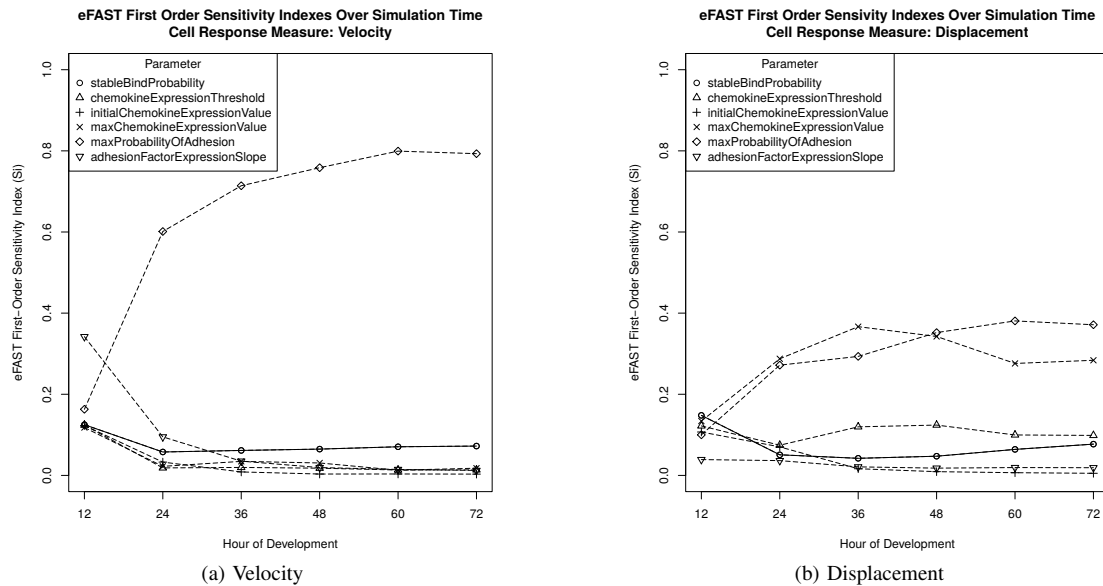 eFAST First Order Sensitivity Indexes Over Simulation Time
Cell Response Measure: Velocity
eFAST First−Order Sensitivity Index (Si)
1.0
0.8
0.6
0.4
0.2
0.0
Parameter
stableBindProbability
chemokineExpressionThreshold
initialChemokineExpressionValue
maxChemokineExpressionValue
maxProbabilityOfAdhesion
adhesionFactorExpressionSlope
12 24 36 48 60 72
Hour of Development
(a) Velocity
eFAST First Order Sensivity Indexes Over Simulation Time
Cell Response Measure: Displacement
eFAST First−Order Sensitivity Index (Si)
1.0
0.8
0.6
0.4
0.2
0.0
Parameter
stableBindProbability
chemokineExpressionThreshold
initialChemokineExpressionValue
maxChemokineExpressionValue
maxProbabilityOfAdhesion
adhesionFactorExpressionSlope
12 24 36 48 60 72
Hour of Development
(b) Displacement